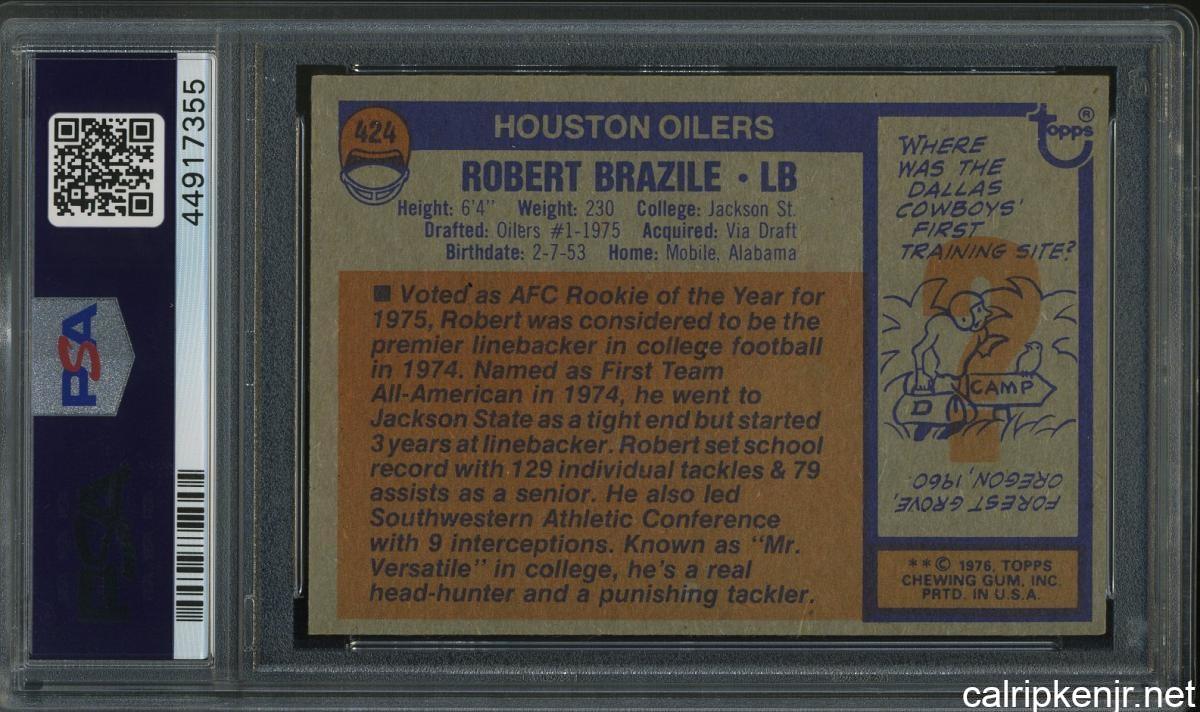 44917355
PSA
PSA
424
HOUSTON OILERS
ROBERT BRAZILE • LB
Height: 6'4" Weight: 230 College: Jackson St.
Drafted: Oilers #1-1975 Acquired: Via Draft
Birthdate: 2-7-53 Home: Mobile, Alabama
■ Voted as AFC Rookie of the Year for
1975, Robert was considered to be the
premier linebacker in college football
in 1974. Named as First Team
All-American in 1974, he went to
Jackson State as a tight end but started
3 years at linebacker. Robert set school
record with 129 individual tackles & 79
assists as a senior. He also led
Southwestern Athletic Conference
with 9 interceptions. Known as "Mr.
Versatile" in college, he's a real
head-hunter and a punishing tackler.
topps®
WHERE
WAS THE
DALLAS
COWBOYS'
FIRST
TRAINING SITE?
?
CAMP
D
FOREST GROVE,
OREGON, 1960.
**© 1976, TOPPS
CHEWING GUM, INC.
PRTD. IN U.S.A.
calripkenjr.net